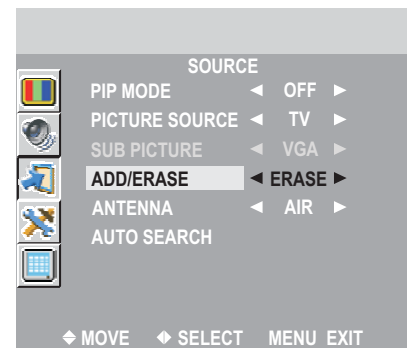 SOURCE
PIP MODE ◄ OFF ►
PICTURE SOURCE ◄ TV ►
SUB PICTURE ◄ VGA ►
ADD/ERASE ◄ ERASE ►
ANTENNA ◄ AIR ►
AUTO SEARCH
MOVE SELECT MENU EXIT